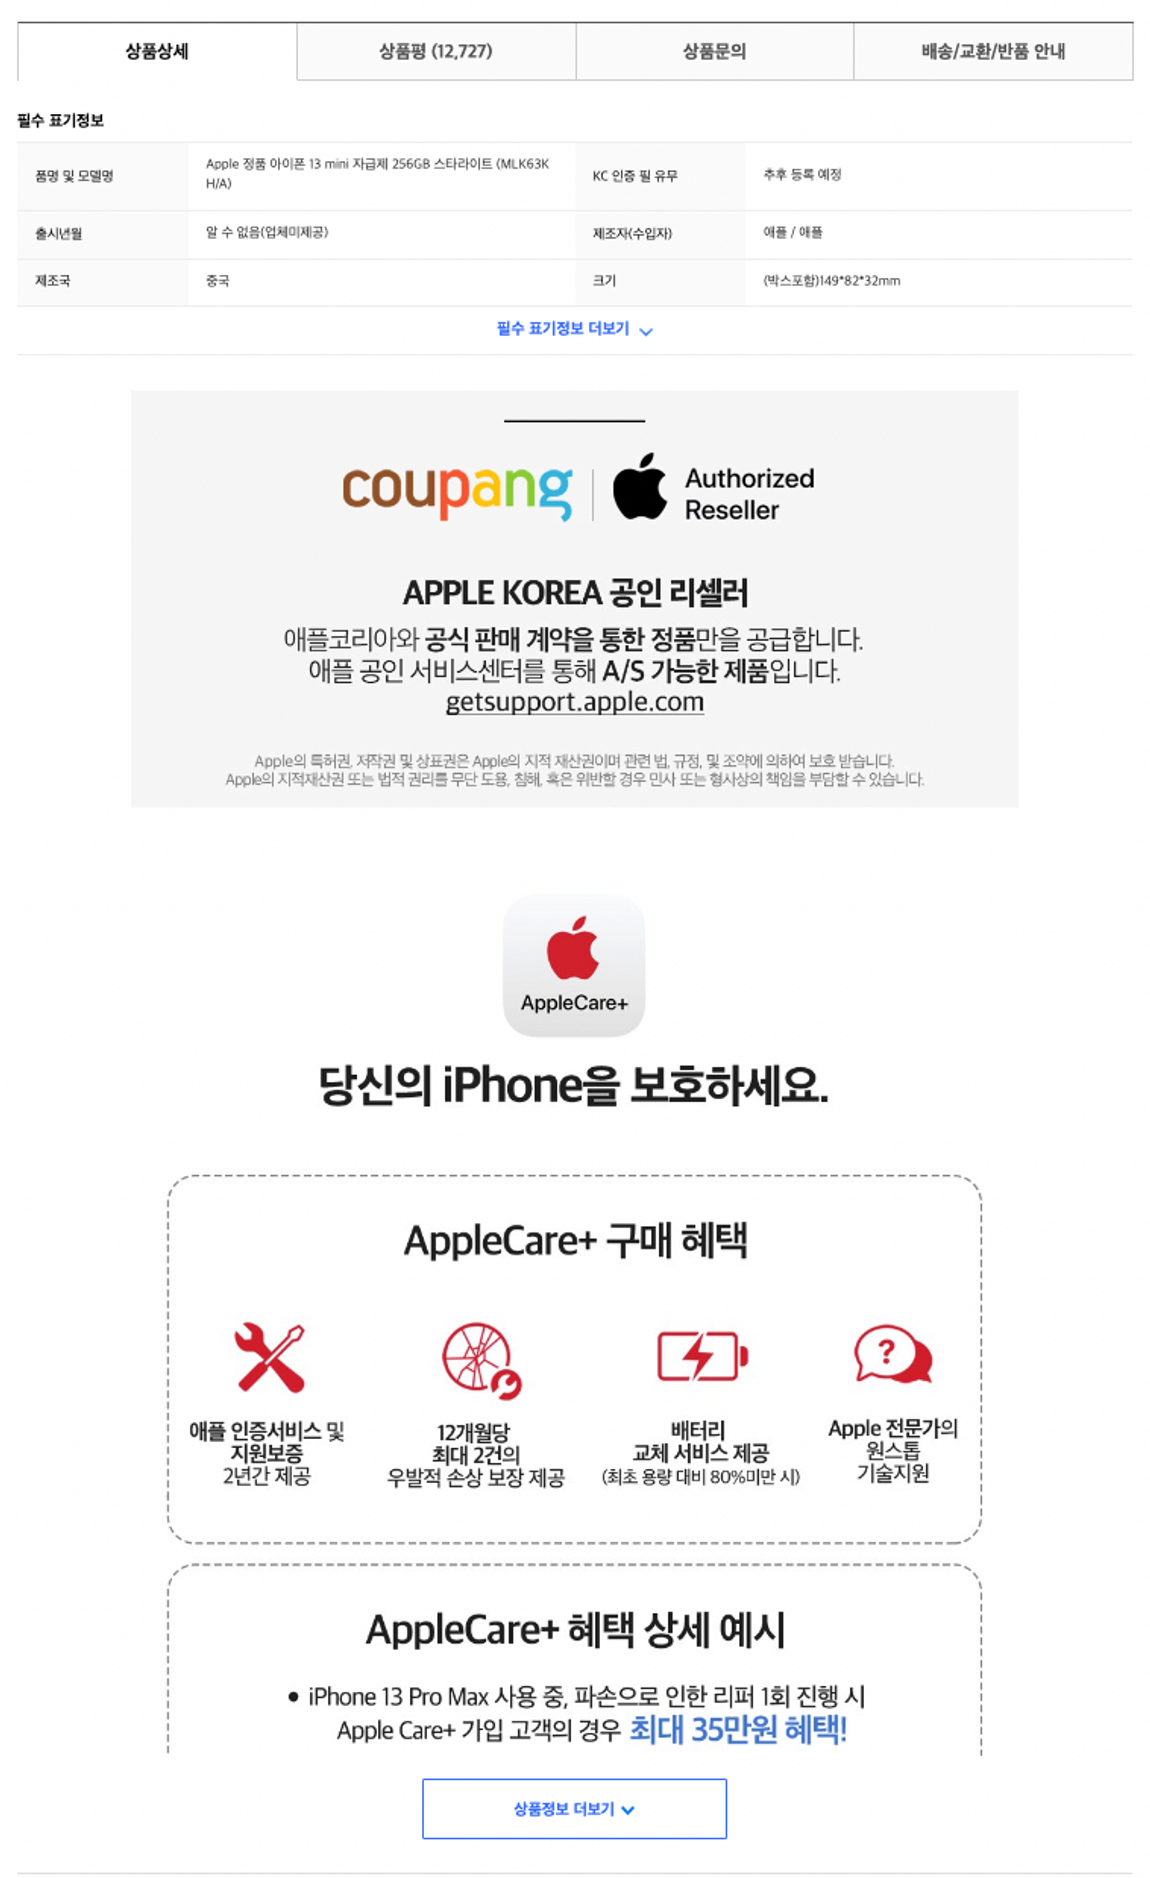 상품상세
상품평 (12,727)
상품문의
배송/교환/반품 안내
필수 표기정보
품명 및 모델명
Apple 정품 아이폰 13 mini 자급제 256GB 스타라이트 (MLK63K
H/A)
KC 인증 필 유무
추후 등록 예정
출시년월
알 수 없음(업체미제공)
제조자(수입자)
애플 / 애플
제조국
중국
크기
(박스포함)149*82*32mm
필수 표기정보 더보기
coupang
Authorized
Reseller
APPLE KOREA 공인 리셀러
애플코리아와 공식 판매 계약을 통한 정품만을 공급합니다.
애플 공인 서비스센터를 통해 A/S 가능한 제품입니다.
getsupport.apple.com
Apple의 특허권, 저작권 및 상표권은 Apple의 지적 재산권이며 관련 법, 규정, 및 조약에 의하여 보호 받습니다.
Apple의 지적재산권 또는 법적 권리를 무단 도용, 침해, 혹은 위반할 경우 민사 또는 형사상의 책임을 부담할 수 있습니다.
AppleCare+
당신의 iPhone을 보호하세요.
AppleCare+ 구매 혜택
애플 인증서비스 및
지원보증
2년간 제공
12개월당
최대 2건의
우발적 손상 보장 제공
배터리
교체 서비스 제공
(최초 용량 대비 80%미만 시)
?
Apple 전문가의
원스톱
기술지원
AppleCare+ 혜택 상세 예시
• iPhone 13 Pro Max 사용 중, 파손으로 인한 리퍼 1회 진행 시
Apple Care+ 가입 고객의 경우 최대 35만원 혜택!
상품정보 더보기